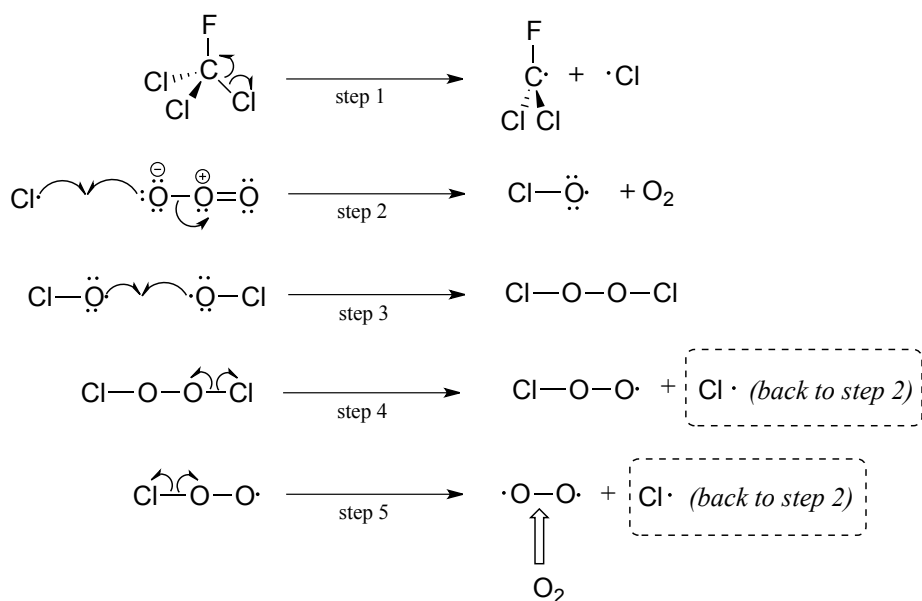 F
Cl C Cl
Cl
step 1
F
C· + ·Cl
Cl Cl
Cl· :O⊖—O⊕=O
step 2
Cl—O· + O₂
Cl—O· ·O—Cl
step 3
Cl—O—O—Cl
Cl—O—O—Cl
step 4
Cl—O—O· + Cl· (back to step 2)
Cl—O—O·
step 5
·O—O· + Cl· (back to step 2)
O₂